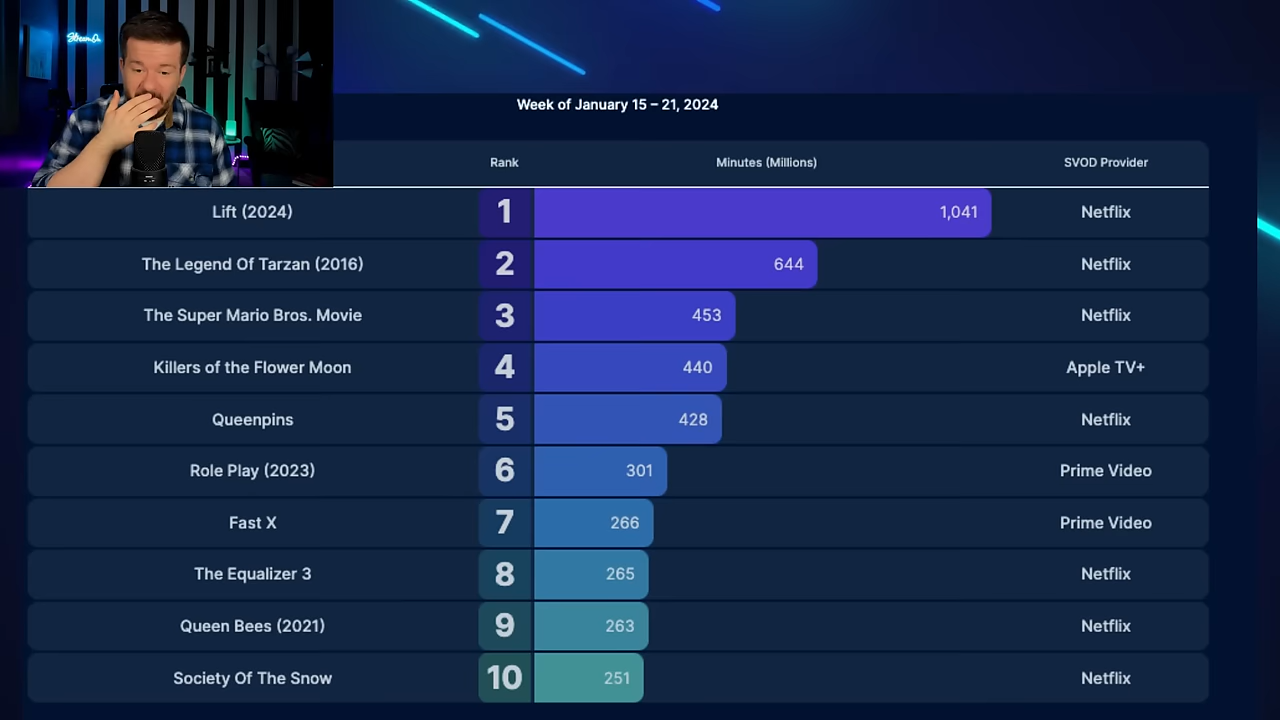 StreamQ
Week of January 15 – 21, 2024
Rank Minutes (Millions) SVOD Provider
Lift (2024) 1 1,041 Netflix
The Legend Of Tarzan (2016) 2 644 Netflix
The Super Mario Bros. Movie 3 453 Netflix
Killers of the Flower Moon 4 440 Apple TV+
Queenpins 5 428 Netflix
Role Play (2023) 6 301 Prime Video
Fast X 7 266 Prime Video
The Equalizer 3 8 265 Netflix
Queen Bees (2021) 9 263 Netflix
Society Of The Snow 10 251 Netflix